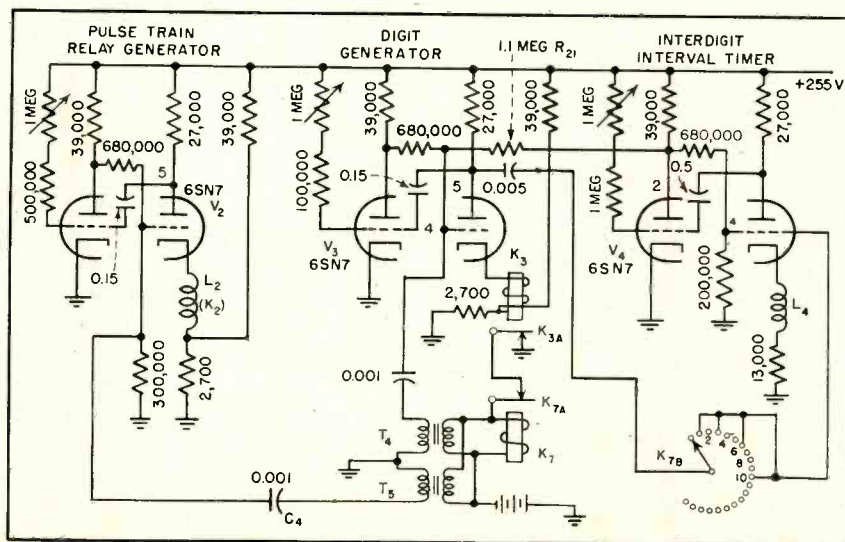 PULSE TRAIN
RELAY GENERATOR
DIGIT
GENERATOR
1.1 MEG R21
INTERDIGIT
INTERVAL TIMER
+255 V
1 MEG
39,000
27,000
39,000
680,000
500,000
5
6SN7
V2
0.15
L2
(K2)
300,000
2,700
1 MEG
39,000
27,000
39,000
680,000
100,000
0.15
5
0.005
4
V3
6SN7
K3
2,700
K3A
0.001
K7A
T4
K7
T5
0.001
C4
1 MEG
39,000
27,000
680,000
0.5
2
1 MEG
4
V4
6SN7
200,000
L4
13,000
K7B
2
4
6
8
10